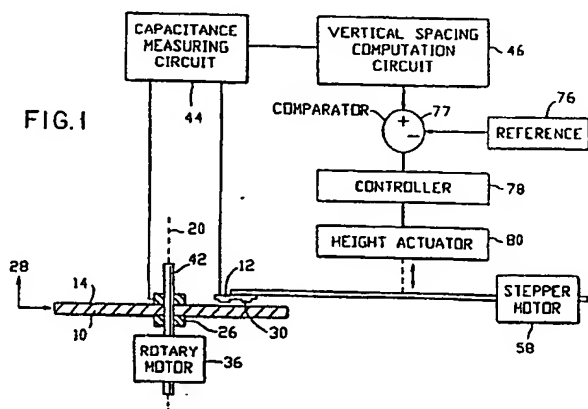 CAPACITANCE
MEASURING
CIRCUIT
44
VERTICAL SPACING
COMPUTATION
CIRCUIT
46
FIG.1
COMPARATOR
+
77
−
76
REFERENCE
CONTROLLER
78
HEIGHT ACTUATOR
80
20
42
28
14
12
10
26
30
ROTARY
MOTOR
36
STEPPER
MOTOR
58